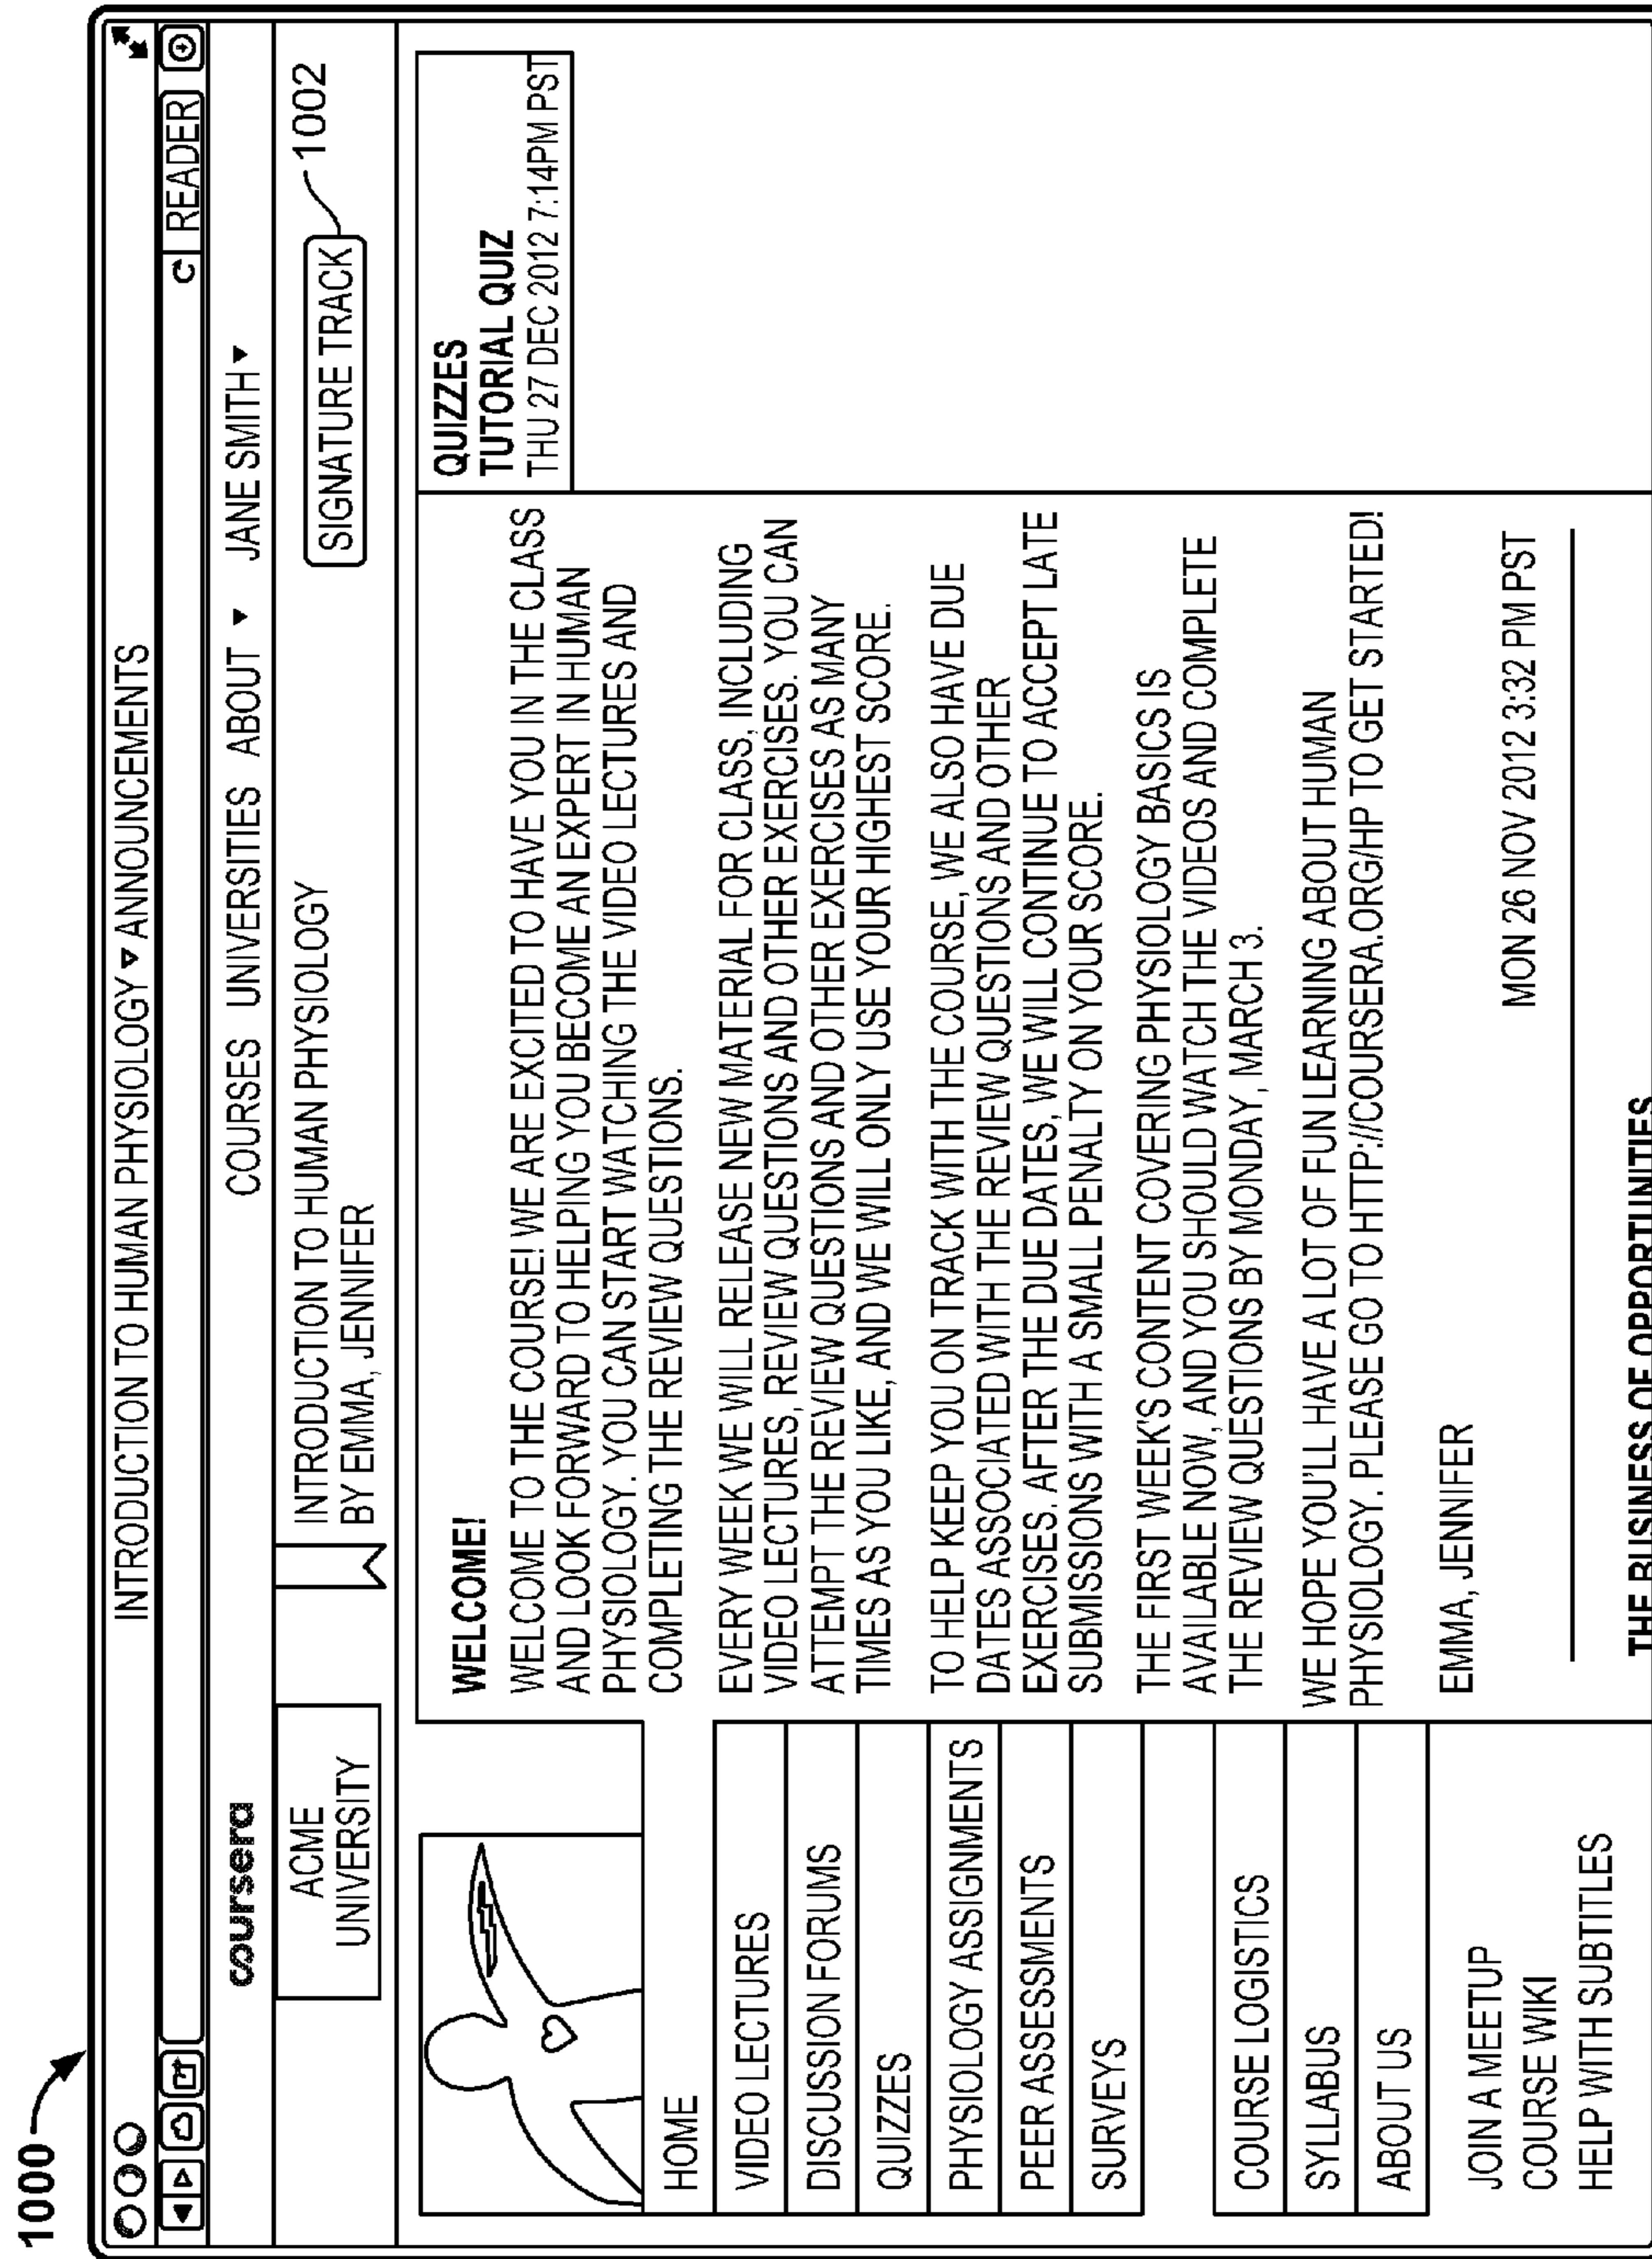 1000
INTRODUCTION TO HUMAN PHYSIOLOGY ANNOUNCEMENTS
READER
coursera
COURSES UNIVERSITIES ABOUT JANE SMITH
ACME
UNIVERSITY
INTRODUCTION TO HUMAN PHYSIOLOGY
BY EMMA, JENNIFER
SIGNATURE TRACK
1002
HOME
VIDEO LECTURES
DISCUSSION FORUMS
QUIZZES
PHYSIOLOGY ASSIGNMENTS
PEER ASSESSMENTS
SURVEYS
COURSE LOGISTICS
SYLLABUS
ABOUT US
JOIN A MEETUP
COURSE WIKI
HELP WITH SUBTITLES
WELCOME!
WELCOME TO THE COURSE! WE ARE EXCITED TO HAVE YOU IN THE CLASS
AND LOOK FORWARD TO HELPING YOU BECOME AN EXPERT IN HUMAN
PHYSIOLOGY. YOU CAN START WATCHING THE VIDEO LECTURES AND
COMPLETING THE REVIEW QUESTIONS.
EVERY WEEK WE WILL RELEASE NEW MATERIAL FOR CLASS, INCLUDING
VIDEO LECTURES, REVIEW QUESTIONS AND OTHER EXERCISES. YOU CAN
ATTEMPT THE REVIEW QUESTIONS AND OTHER EXERCISES AS MANY
TIMES AS YOU LIKE, AND WE WILL ONLY USE YOUR HIGHEST SCORE.
TO HELP KEEP YOU ON TRACK WITH THE COURSE, WE ALSO HAVE DUE
DATES ASSOCIATED WITH THE REVIEW QUESTIONS AND OTHER
EXERCISES. AFTER THE DUE DATES, WE WILL CONTINUE TO ACCEPT LATE
SUBMISSIONS WITH A SMALL PENALTY ON YOUR SCORE.
THE FIRST WEEK'S CONTENT COVERING PHYSIOLOGY BASICS IS
AVAILABLE NOW, AND YOU SHOULD WATCH THE VIDEOS AND COMPLETE
THE REVIEW QUESTIONS BY MONDAY, MARCH 3.
WE HOPE YOU'LL HAVE A LOT OF FUN LEARNING ABOUT HUMAN
PHYSIOLOGY. PLEASE GO TO HTTP://COURSERA.ORG/HP TO GET STARTED!
EMMA, JENNIFER
MON 26 NOV 2012 3:32 PM PST
THE BUSINESS OF OPPORTUNITIES
QUIZZES
TUTORIAL QUIZ
THU 27 DEC 2012 7:14PM PST